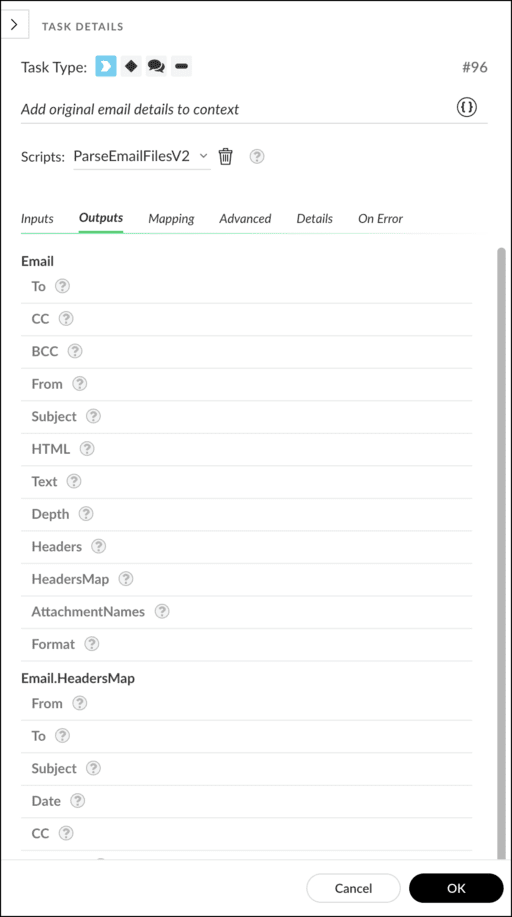 TASK DETAILS
Task Type: #96
Add original email details to context
Scripts: ParseEmailFilesV2
Inputs Outputs Mapping Advanced Details On Error
Email
To
CC
BCC
From
Subject
HTML
Text
Depth
Headers
HeadersMap
AttachmentNames
Format
Email.HeadersMap
From
To
Subject
Date
CC
Cancel OK